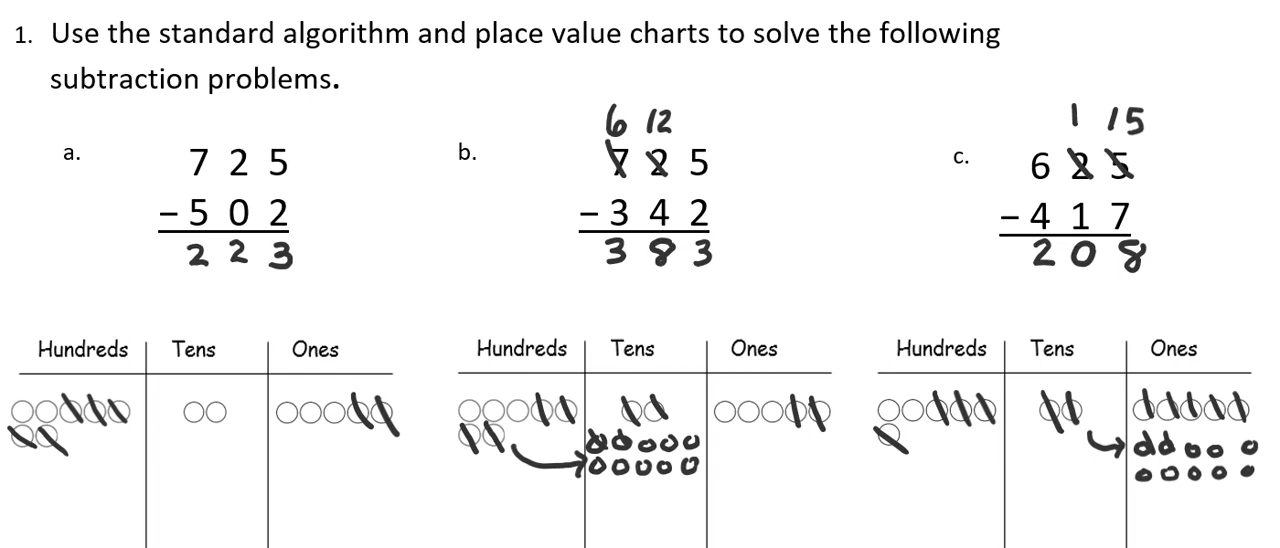 1. Use the standard algorithm and place value charts to solve the following
subtraction problems.
6 12
1 15
a. 7 2 5
b. 7 2 5
c. 6 2 5
– 5 0 2
– 3 4 2
– 4 1 7
2 2 3
3 8 3
2 0 8
Hundreds Tens Ones
Hundreds Tens Ones
Hundreds Tens Ones